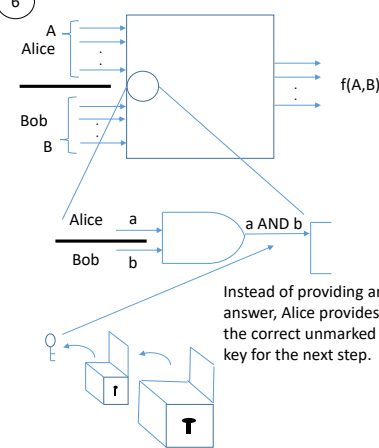 6
A
Alice
.
.
.
.
f(A,B)
Bob
B
.
.
Alice a
a AND b
Bob b
Instead of providing an
answer, Alice provides
the correct unmarked
key for the next step.